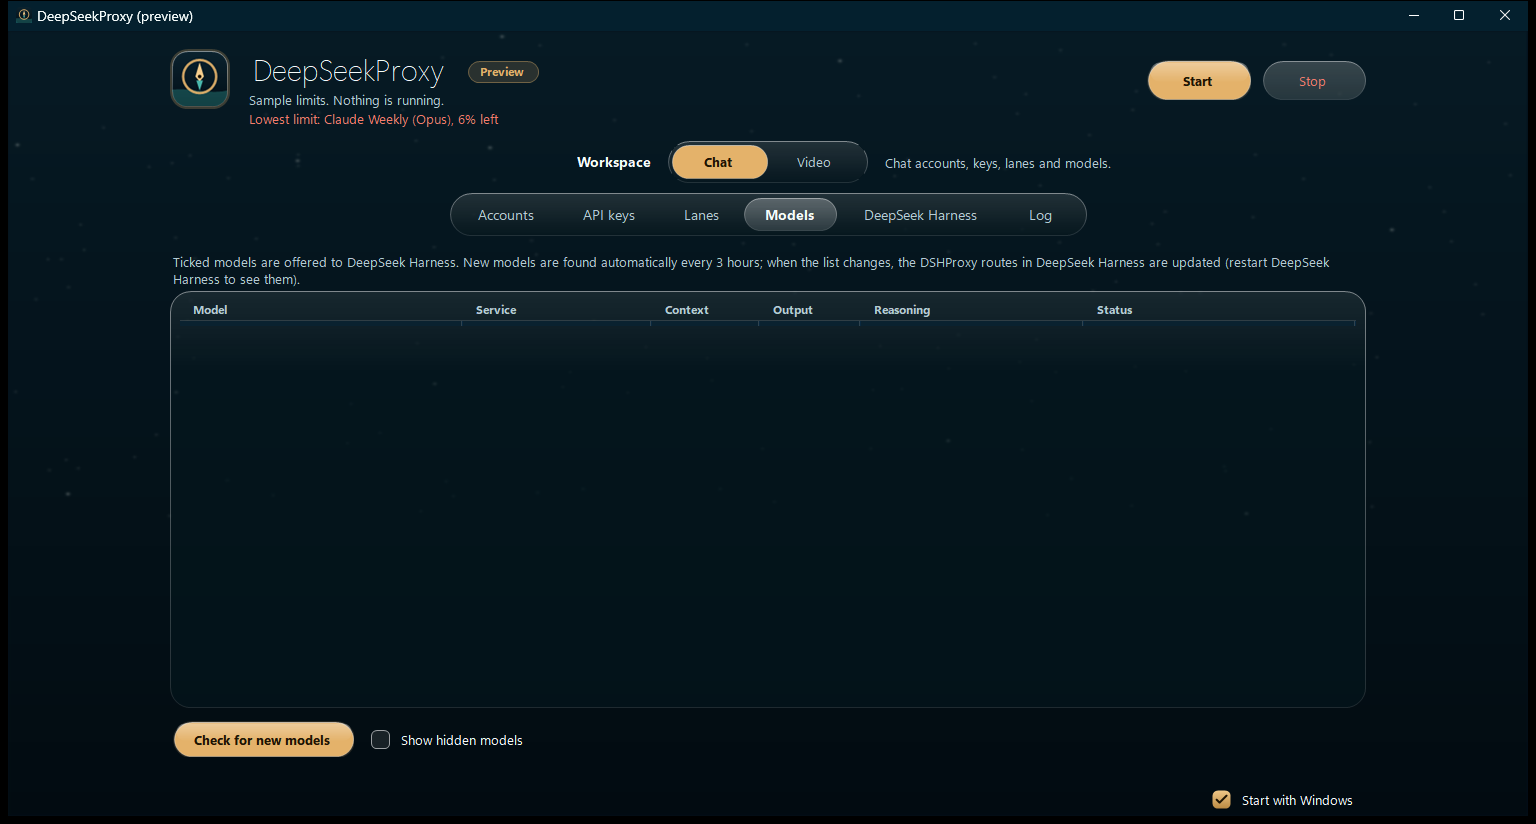 DeepSeekProxy (preview)
DeepSeekProxy
Preview
Sample limits. Nothing is running.
Lowest limit: Claude Weekly (Opus), 6% left
Start
Stop
Workspace
Chat
Video
Chat accounts, keys, lanes and models.
Accounts
API keys
Lanes
Models
DeepSeek Harness
Log
Ticked models are offered to DeepSeek Harness. New models are found automatically every 3 hours; when the list changes, the DSHProxy routes in DeepSeek Harness are updated (restart DeepSeek
Harness to see them).
Model
Service
Context
Output
Reasoning
Status
Check for new models
Show hidden models
Start with Windows